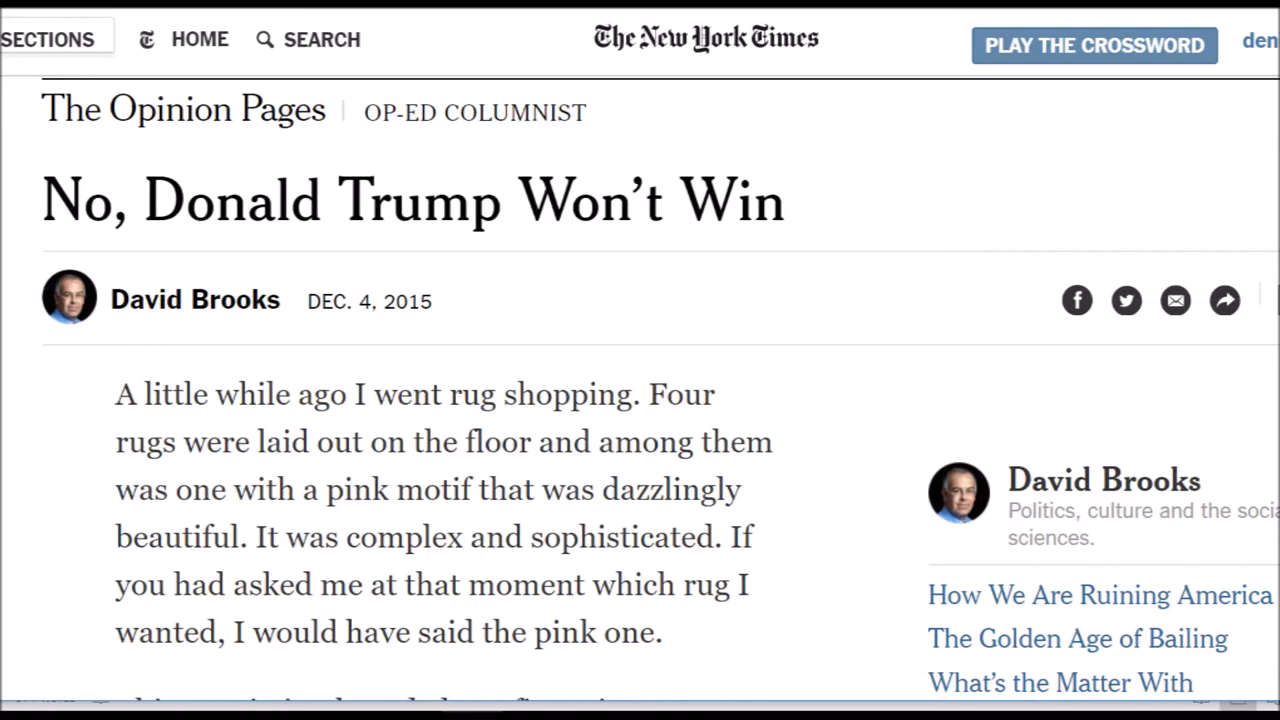 SECTIONS HOME SEARCH The New York Times PLAY THE CROSSWORD den
The Opinion Pages | OP-ED COLUMNIST
No, Donald Trump Won't Win
David Brooks DEC. 4, 2015
A little while ago I went rug shopping. Four
rugs were laid out on the floor and among them
was one with a pink motif that was dazzlingly
beautiful. It was complex and sophisticated. If
you had asked me at that moment which rug I
wanted, I would have said the pink one.
David Brooks
Politics, culture and the socia
sciences.
How We Are Ruining America
The Golden Age of Bailing
What's the Matter With